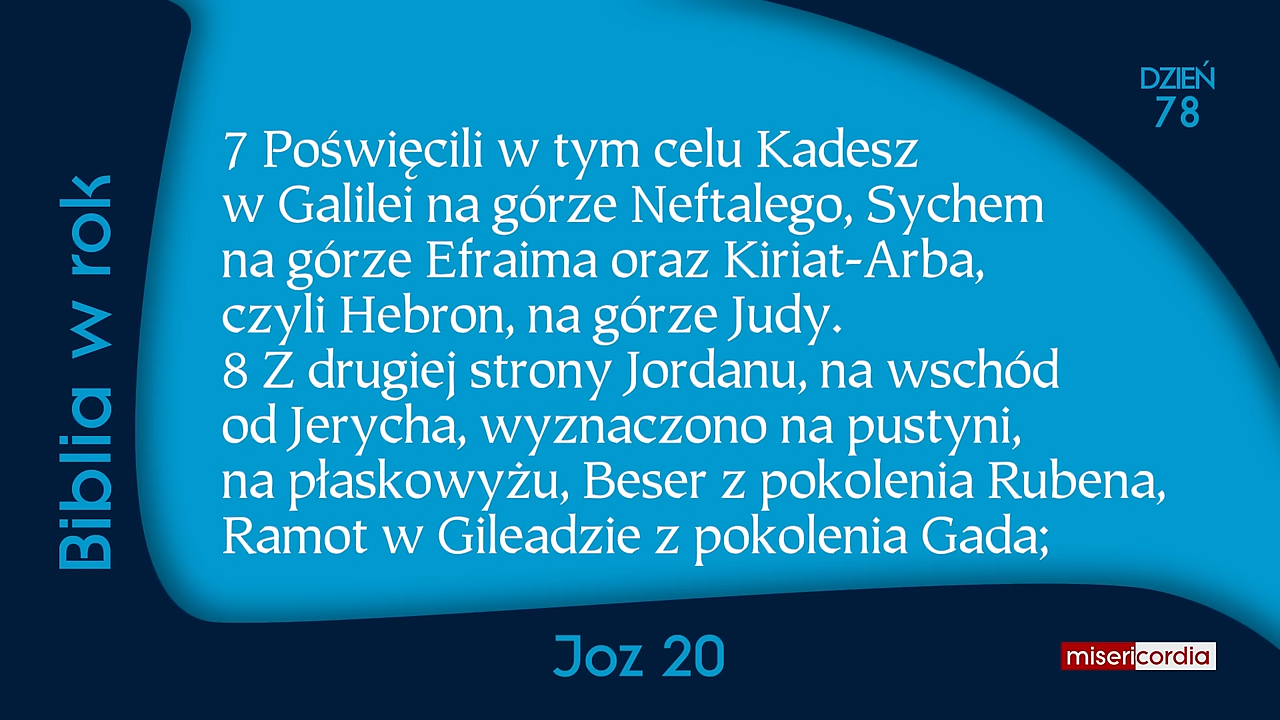 DZIEŃ
78
Biblia w rok
7 Poświęcili w tym celu Kadesz
w Galilei na górze Neftalego, Sychem
na górze Efraima oraz Kiriat-Arba,
czyli Hebron, na górze Judy.
8 Z drugiej strony Jordanu, na wschód
od Jerycha, wyznaczono na pustyni,
na płaskowyżu, Beser z pokolenia Rubena,
Ramot w Gileadzie z pokolenia Gada;
Joz 20
misericordia